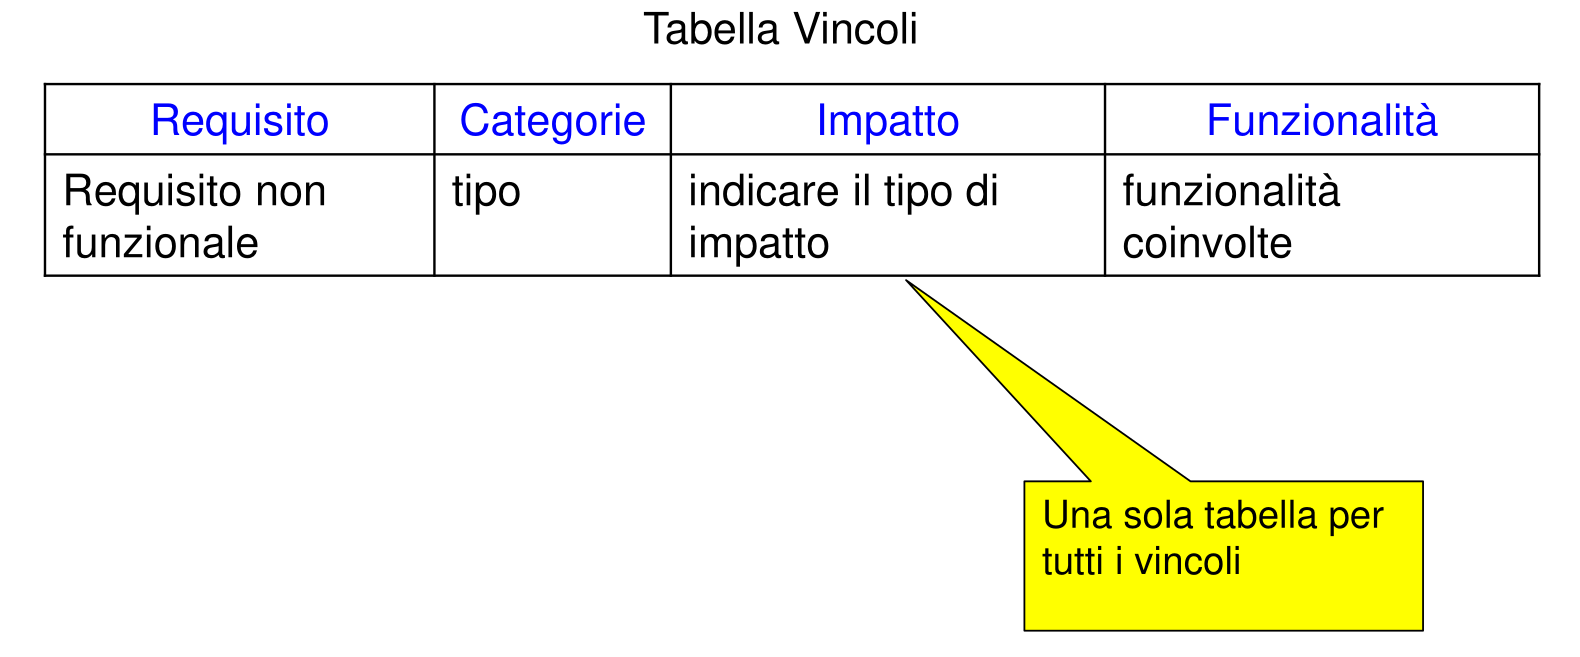 Tabella Vincoli
Requisito Categorie Impatto Funzionalità
Requisito non tipo indicare il tipo di funzionalità
funzionale impatto coinvolte
Una sola tabella per
tutti i vincoli